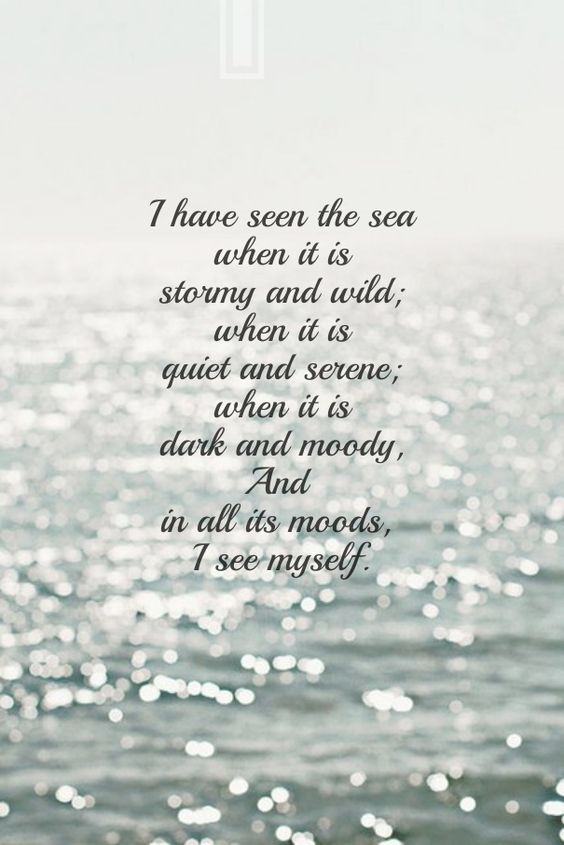 I have seen the sea
when it is
stormy and wild;
when it is
quiet and serene;
when it is
dark and moody,
And
in all its moods,
I see myself.